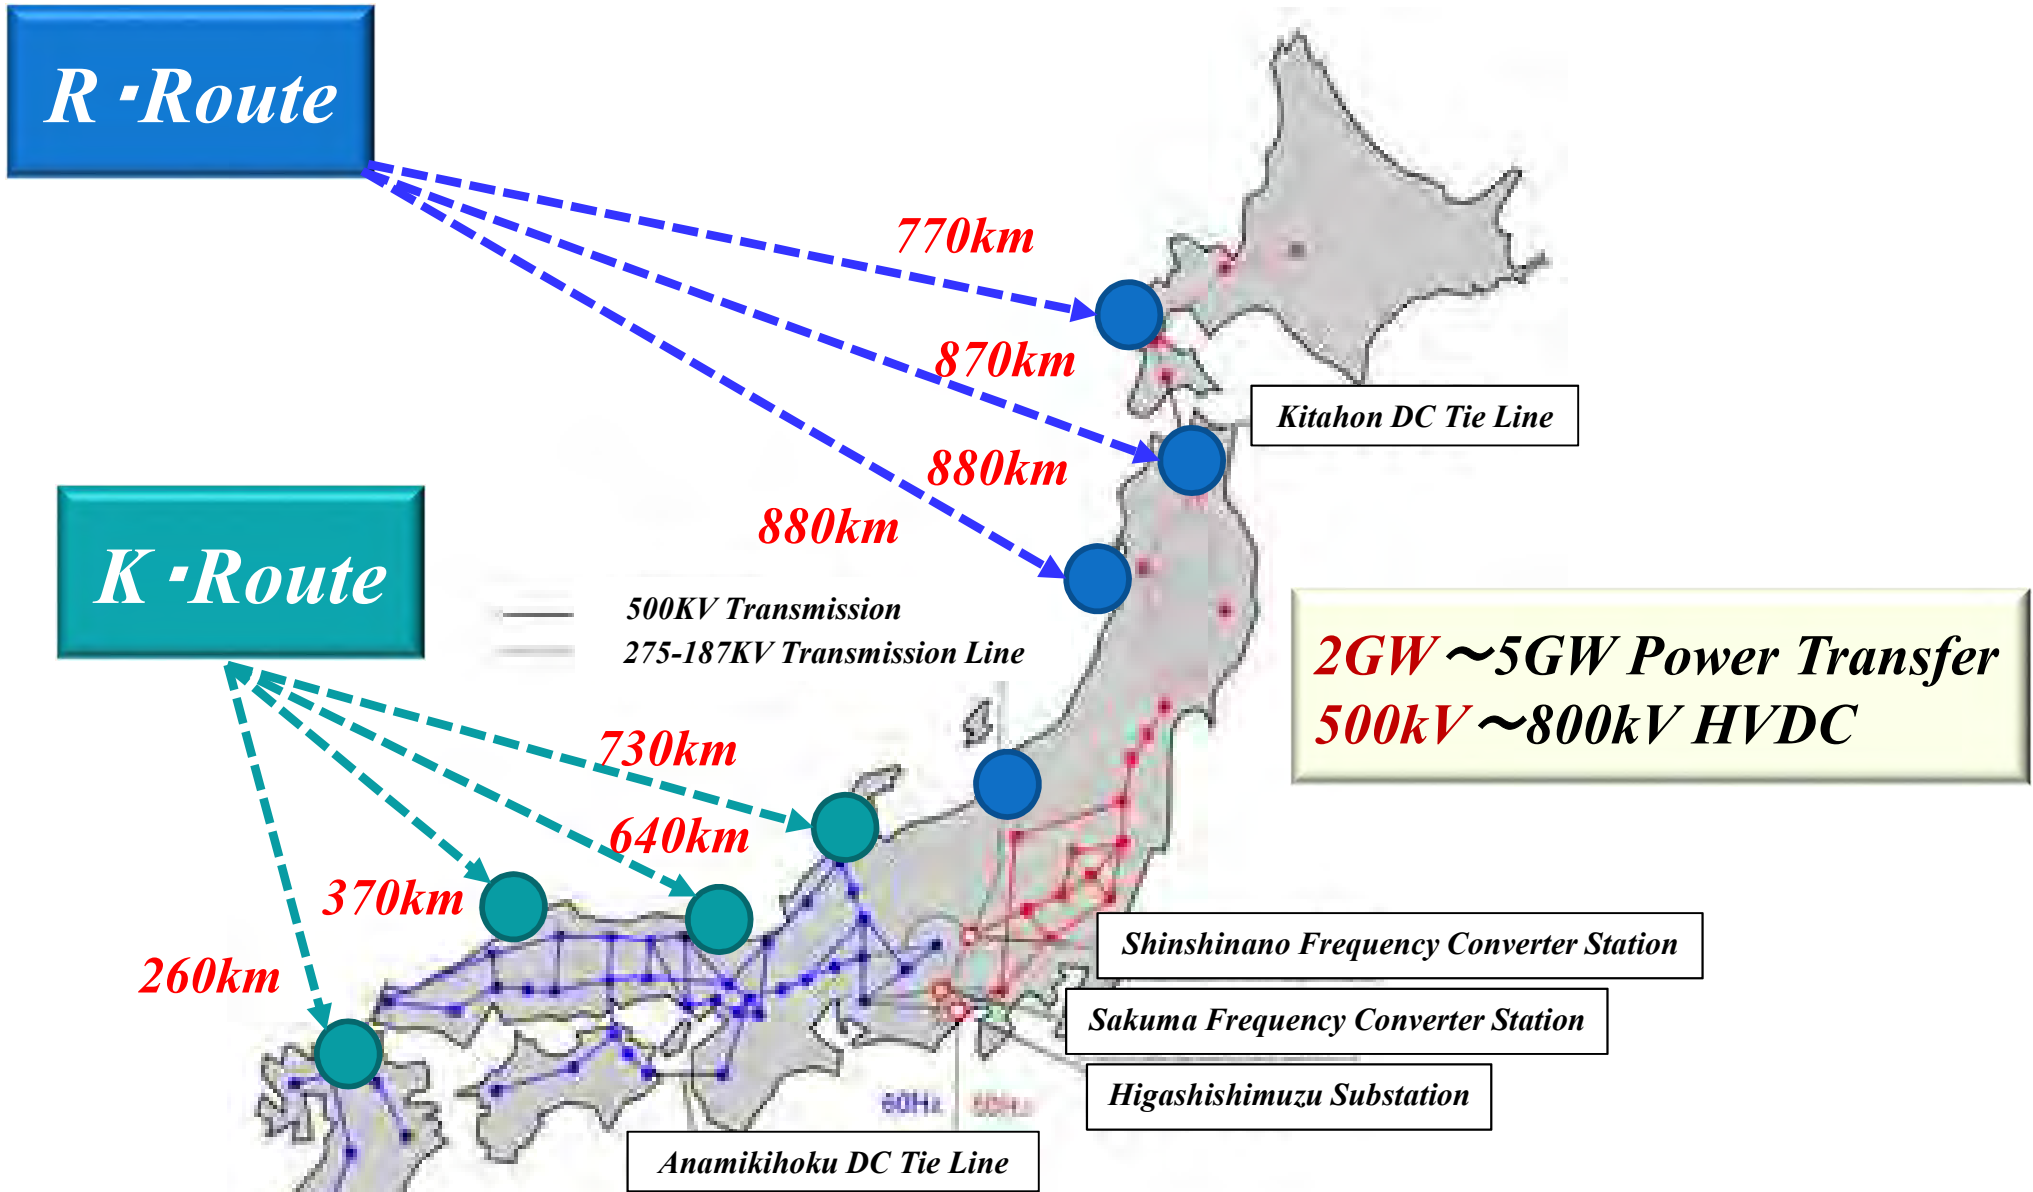 R・Route
770km
870km
Kitahon DC Tie Line
880km
880km
K・Route
500KV Transmission
275-187KV Transmission Line
2GW～5GW Power Transfer
500kV～800kV HVDC
730km
640km
370km
260km
Shinshinano Frequency Converter Station
Sakuma Frequency Converter Station
Higashishimuzu Substation
60Hz
Anamikihoku DC Tie Line